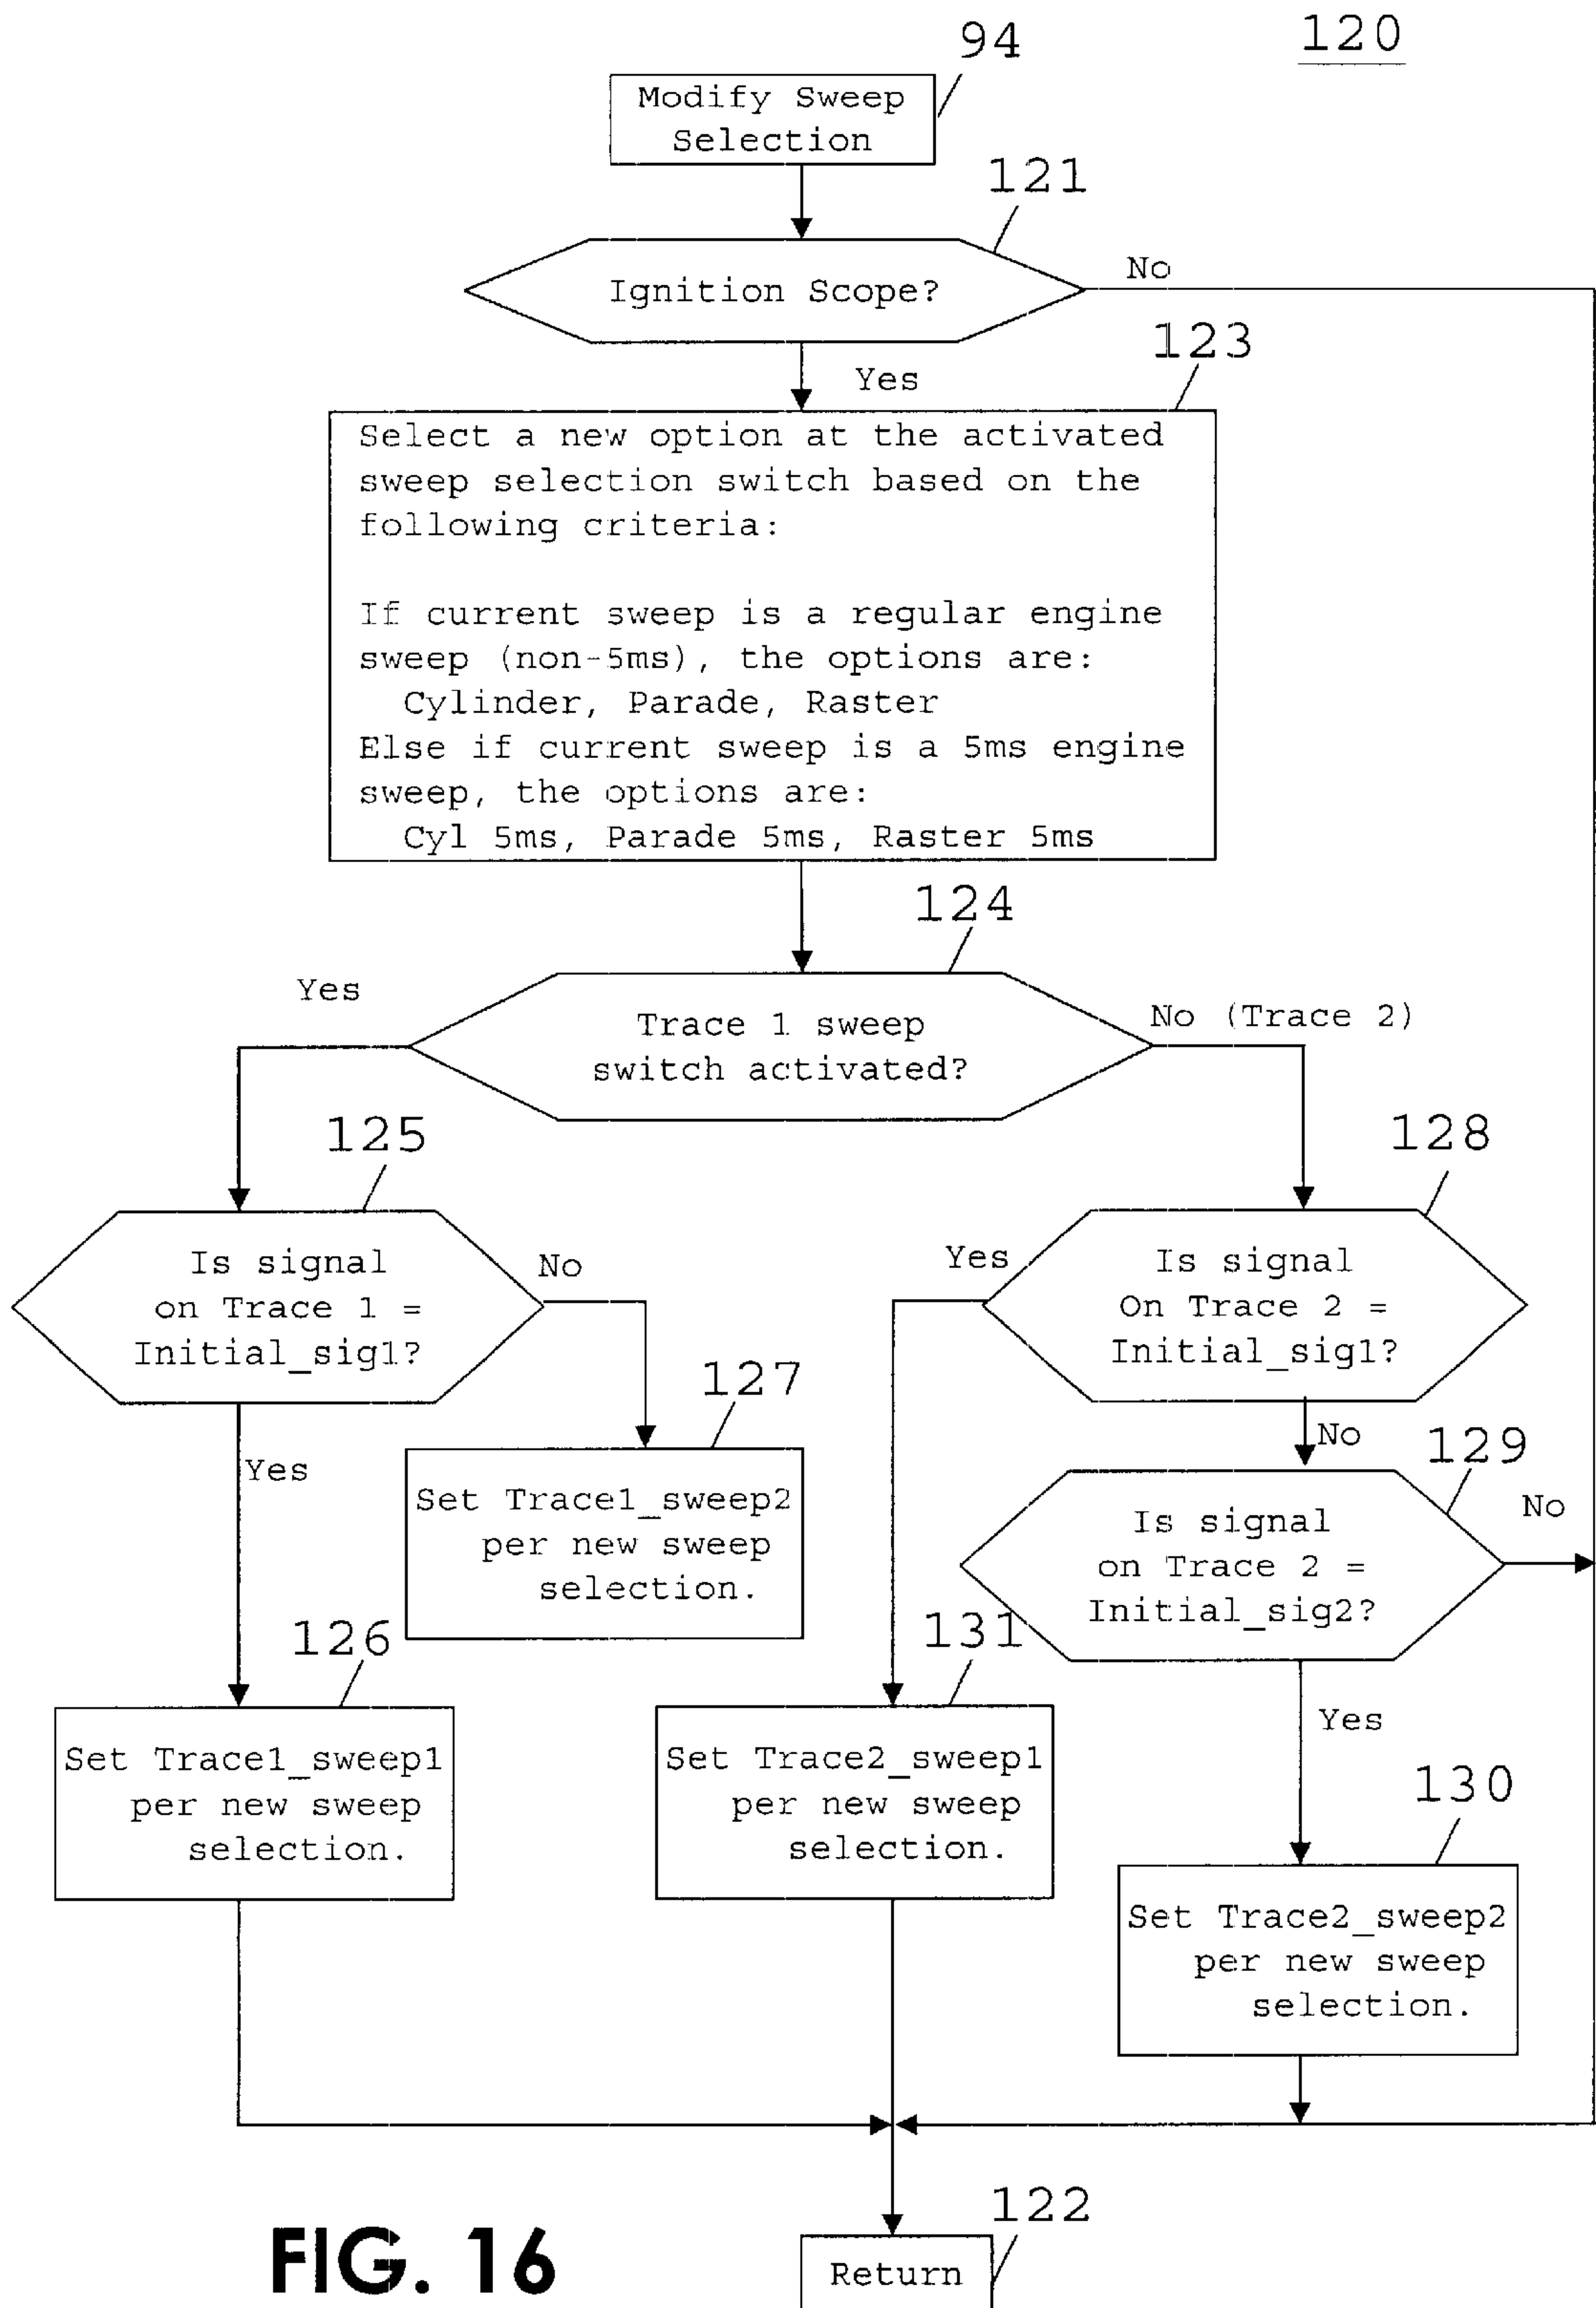 120
94
Modify Sweep
Selection
121
Ignition Scope?
No
Yes
123
Select a new option at the activated
sweep selection switch based on the
following criteria:
If current sweep is a regular engine
sweep (non-5ms), the options are:
Cylinder, Parade, Raster
Else if current sweep is a 5ms engine
sweep, the options are:
Cyl 5ms, Parade 5ms, Raster 5ms
124
Yes
Trace 1 sweep
switch activated?
No (Trace 2)
125
Is signal
on Trace 1 =
Initial_sig1?
No
Yes
127
Set Trace1_sweep2
per new sweep
selection.
126
Set Trace1_sweep1
per new sweep
selection.
128
Yes
Is signal
On Trace 2 =
Initial_sig1?
No
129
Is signal
on Trace 2 =
Initial_sig2?
No
Yes
131
Set Trace2_sweep1
per new sweep
selection.
130
Set Trace2_sweep2
per new sweep
selection.
122
Return
FIG. 16